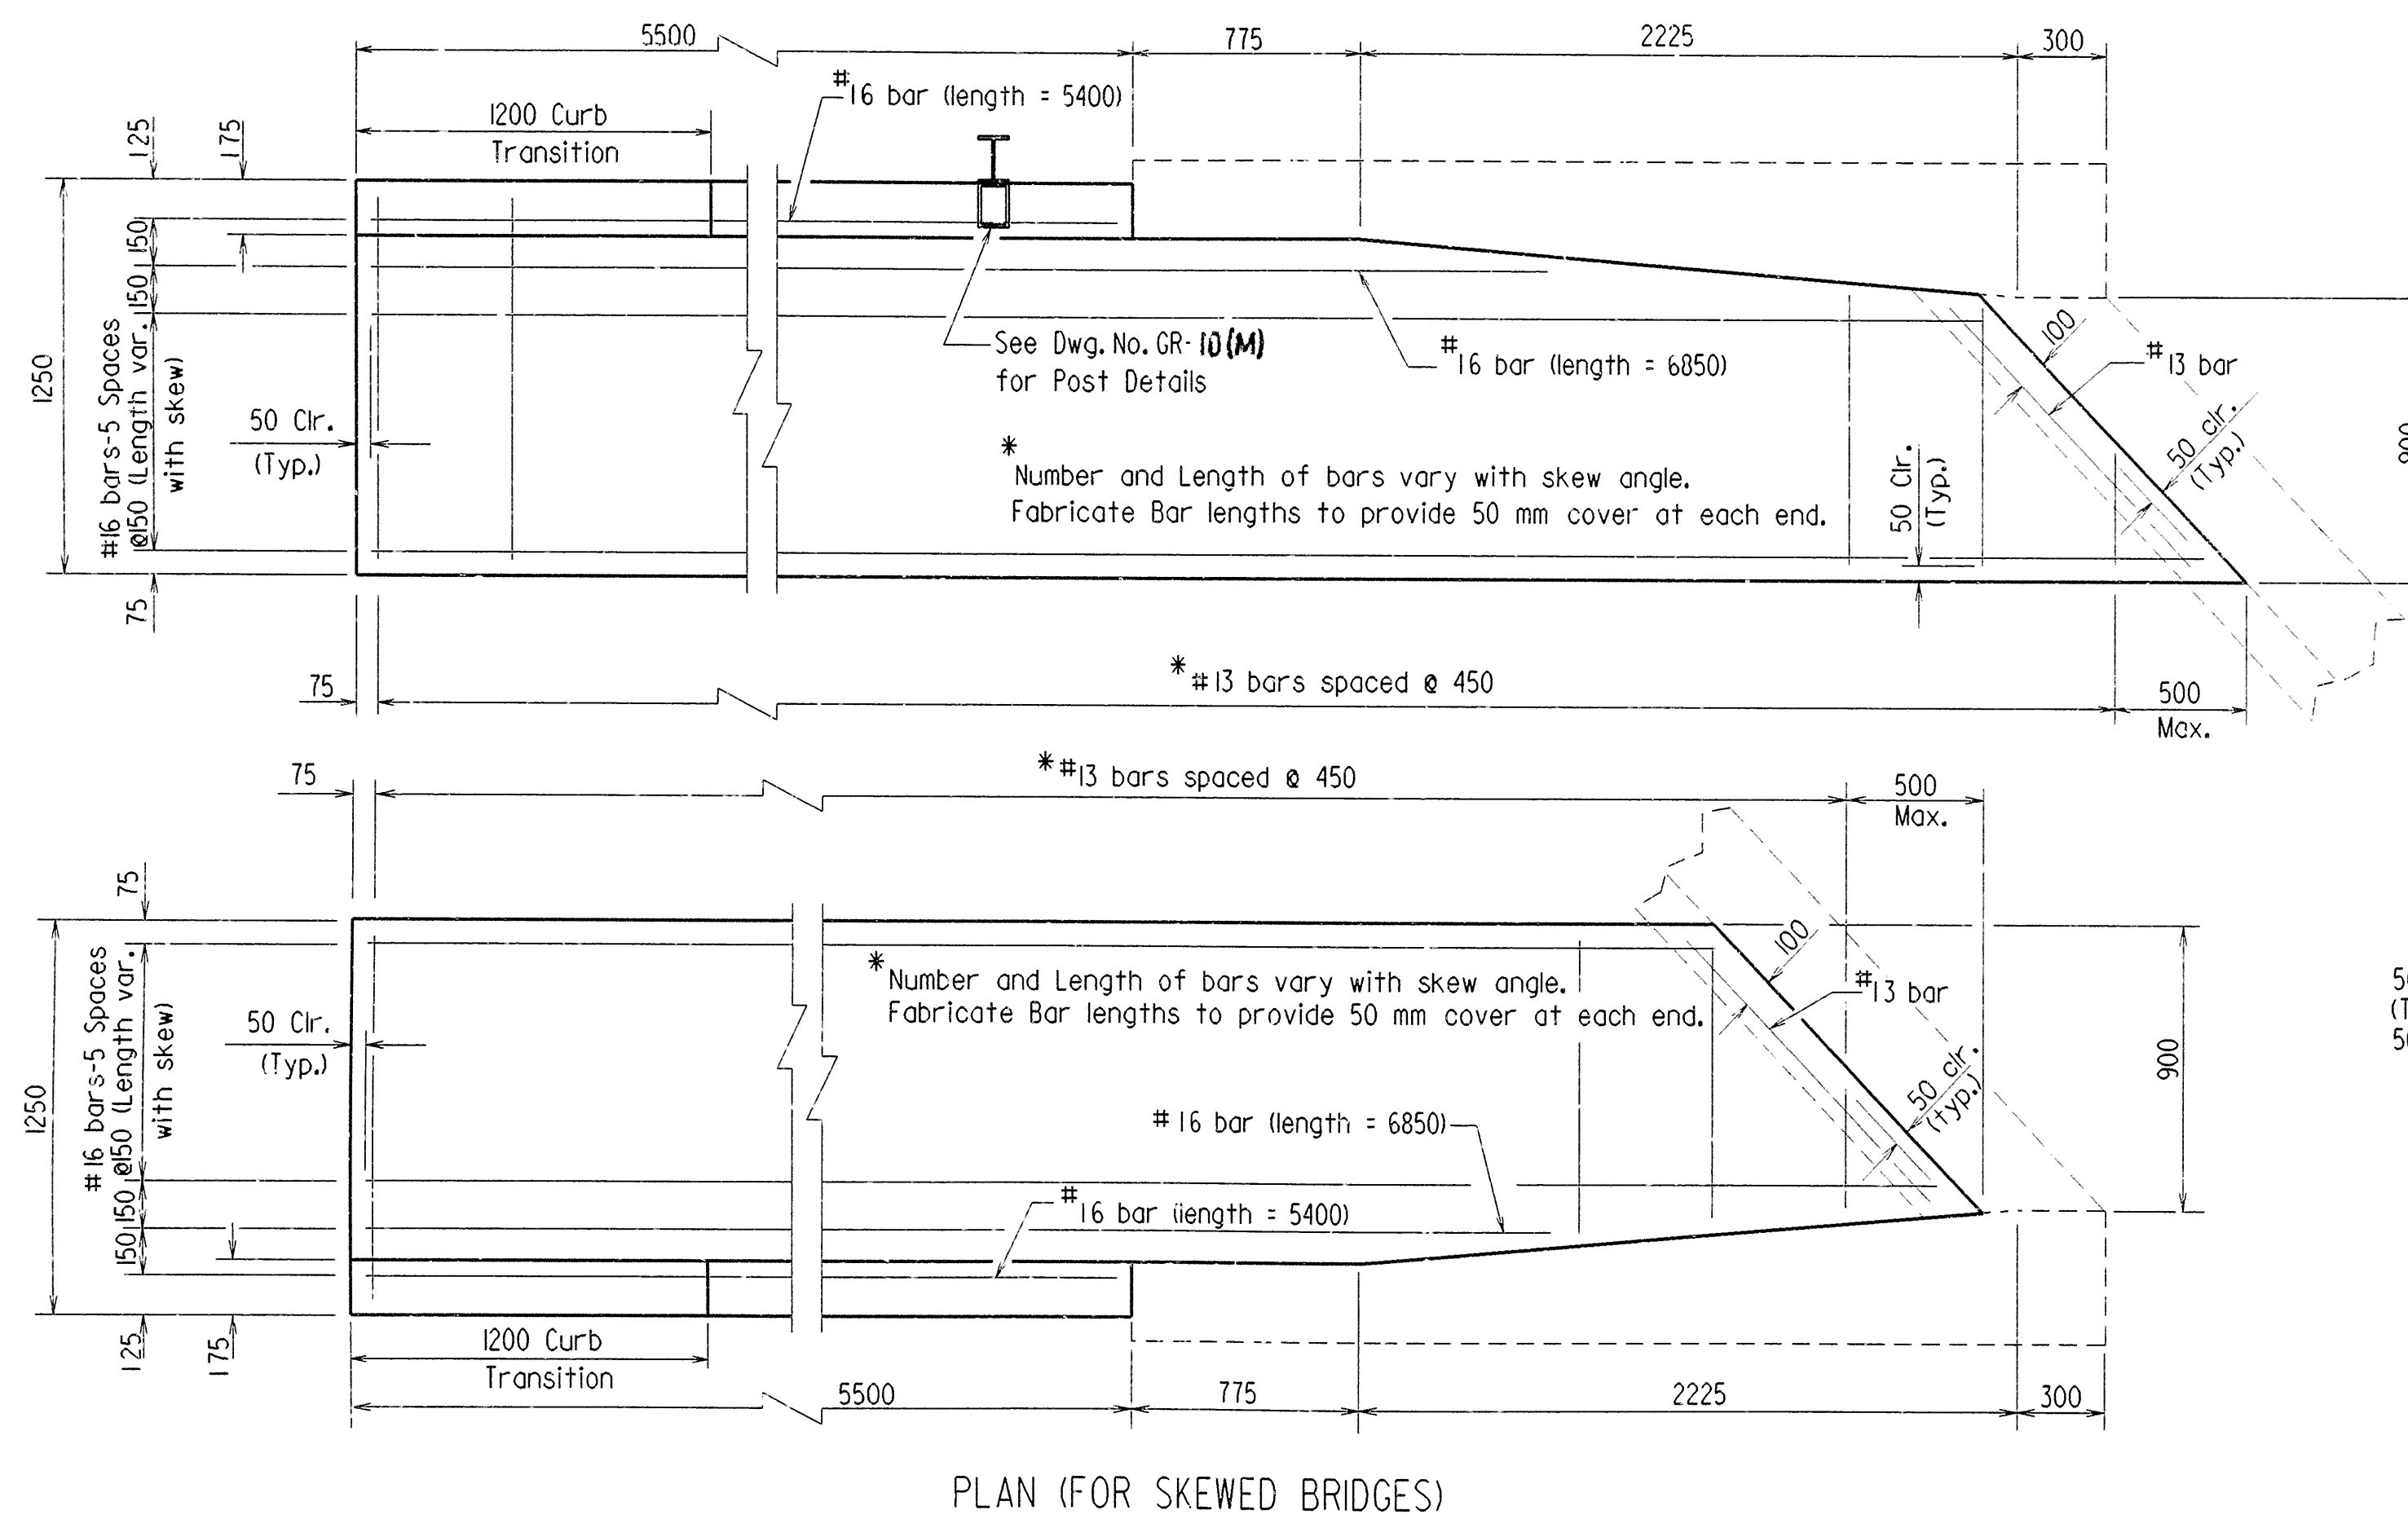 5500
775
2225
300
#16 bar (length = 5400)
1200 Curb
Transition
125
175
150
150
1250
#16 bars-5 Spaces
@150 (Length var.
with skew)
50 Clr.
(Typ.)
75
See Dwg. No. GR-10(M)
for Post Details
#16 bar (length = 6850)
*
Number and Length of bars vary with skew angle.
Fabricate Bar lengths to provide 50 mm cover at each end.
50 Clr.
(Typ.)
100
#13 bar
50 clr.
(Typ.)
900
75
*#13 bars spaced @ 450
500
Max.
75
*#13 bars spaced @ 450
500
Max.
75
1250
#16 bars-5 Spaces
@150 (Length var.
with skew)
150
150
50 Clr.
(Typ.)
*Number and Length of bars vary with skew angle.
Fabricate Bar lengths to provide 50 mm cover at each end.
100
#13 bar
50 clr.
(typ.)
900
#16 bar (length = 6850)
#16 bar (length = 5400)
125
175
1200 Curb
Transition
5500
775
2225
300
PLAN (FOR SKEWED BRIDGES)